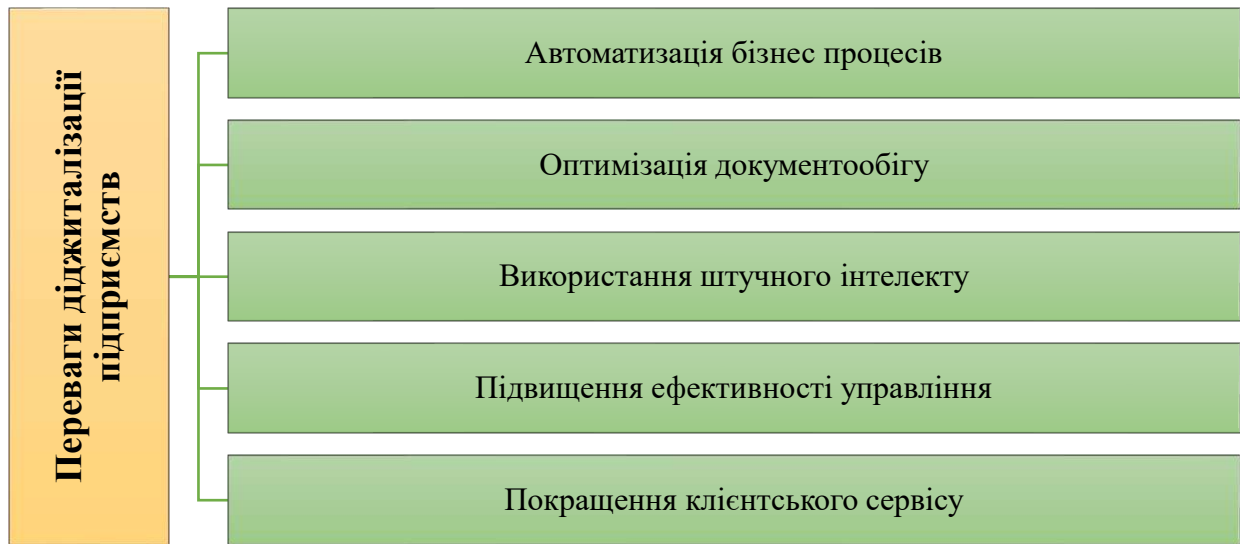 Переваги діджиталізації
підприємств
Автоматизація бізнес процесів
Оптимізація документообігу
Використання штучного інтелекту
Підвищення ефективності управління
Покращення клієнтського сервісу